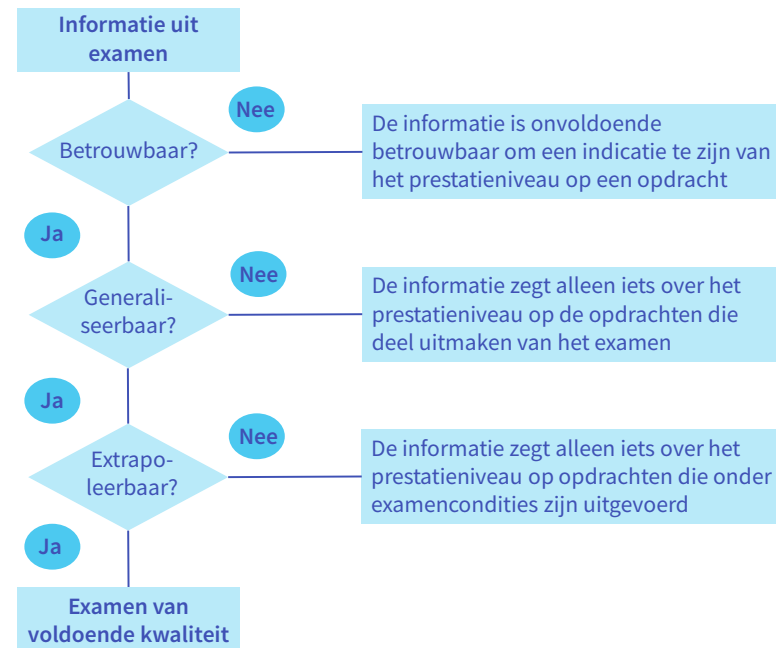 Informatie uit
examen
Nee
Betrouwbaar?
De informatie is onvoldoende
betrouwbaar om een indicatie te zijn van
het prestatieniveau op een opdracht
Ja
Nee
Generali-
seerbaar?
De informatie zegt alleen iets over het
prestatieniveau op de opdrachten die
deel uitmaken van het examen
Ja
Nee
Extrapo-
leerbaar?
De informatie zegt alleen iets over het
prestatieniveau op opdrachten die onder
examencondities zijn uitgevoerd
Ja
Examen van
voldoende kwaliteit